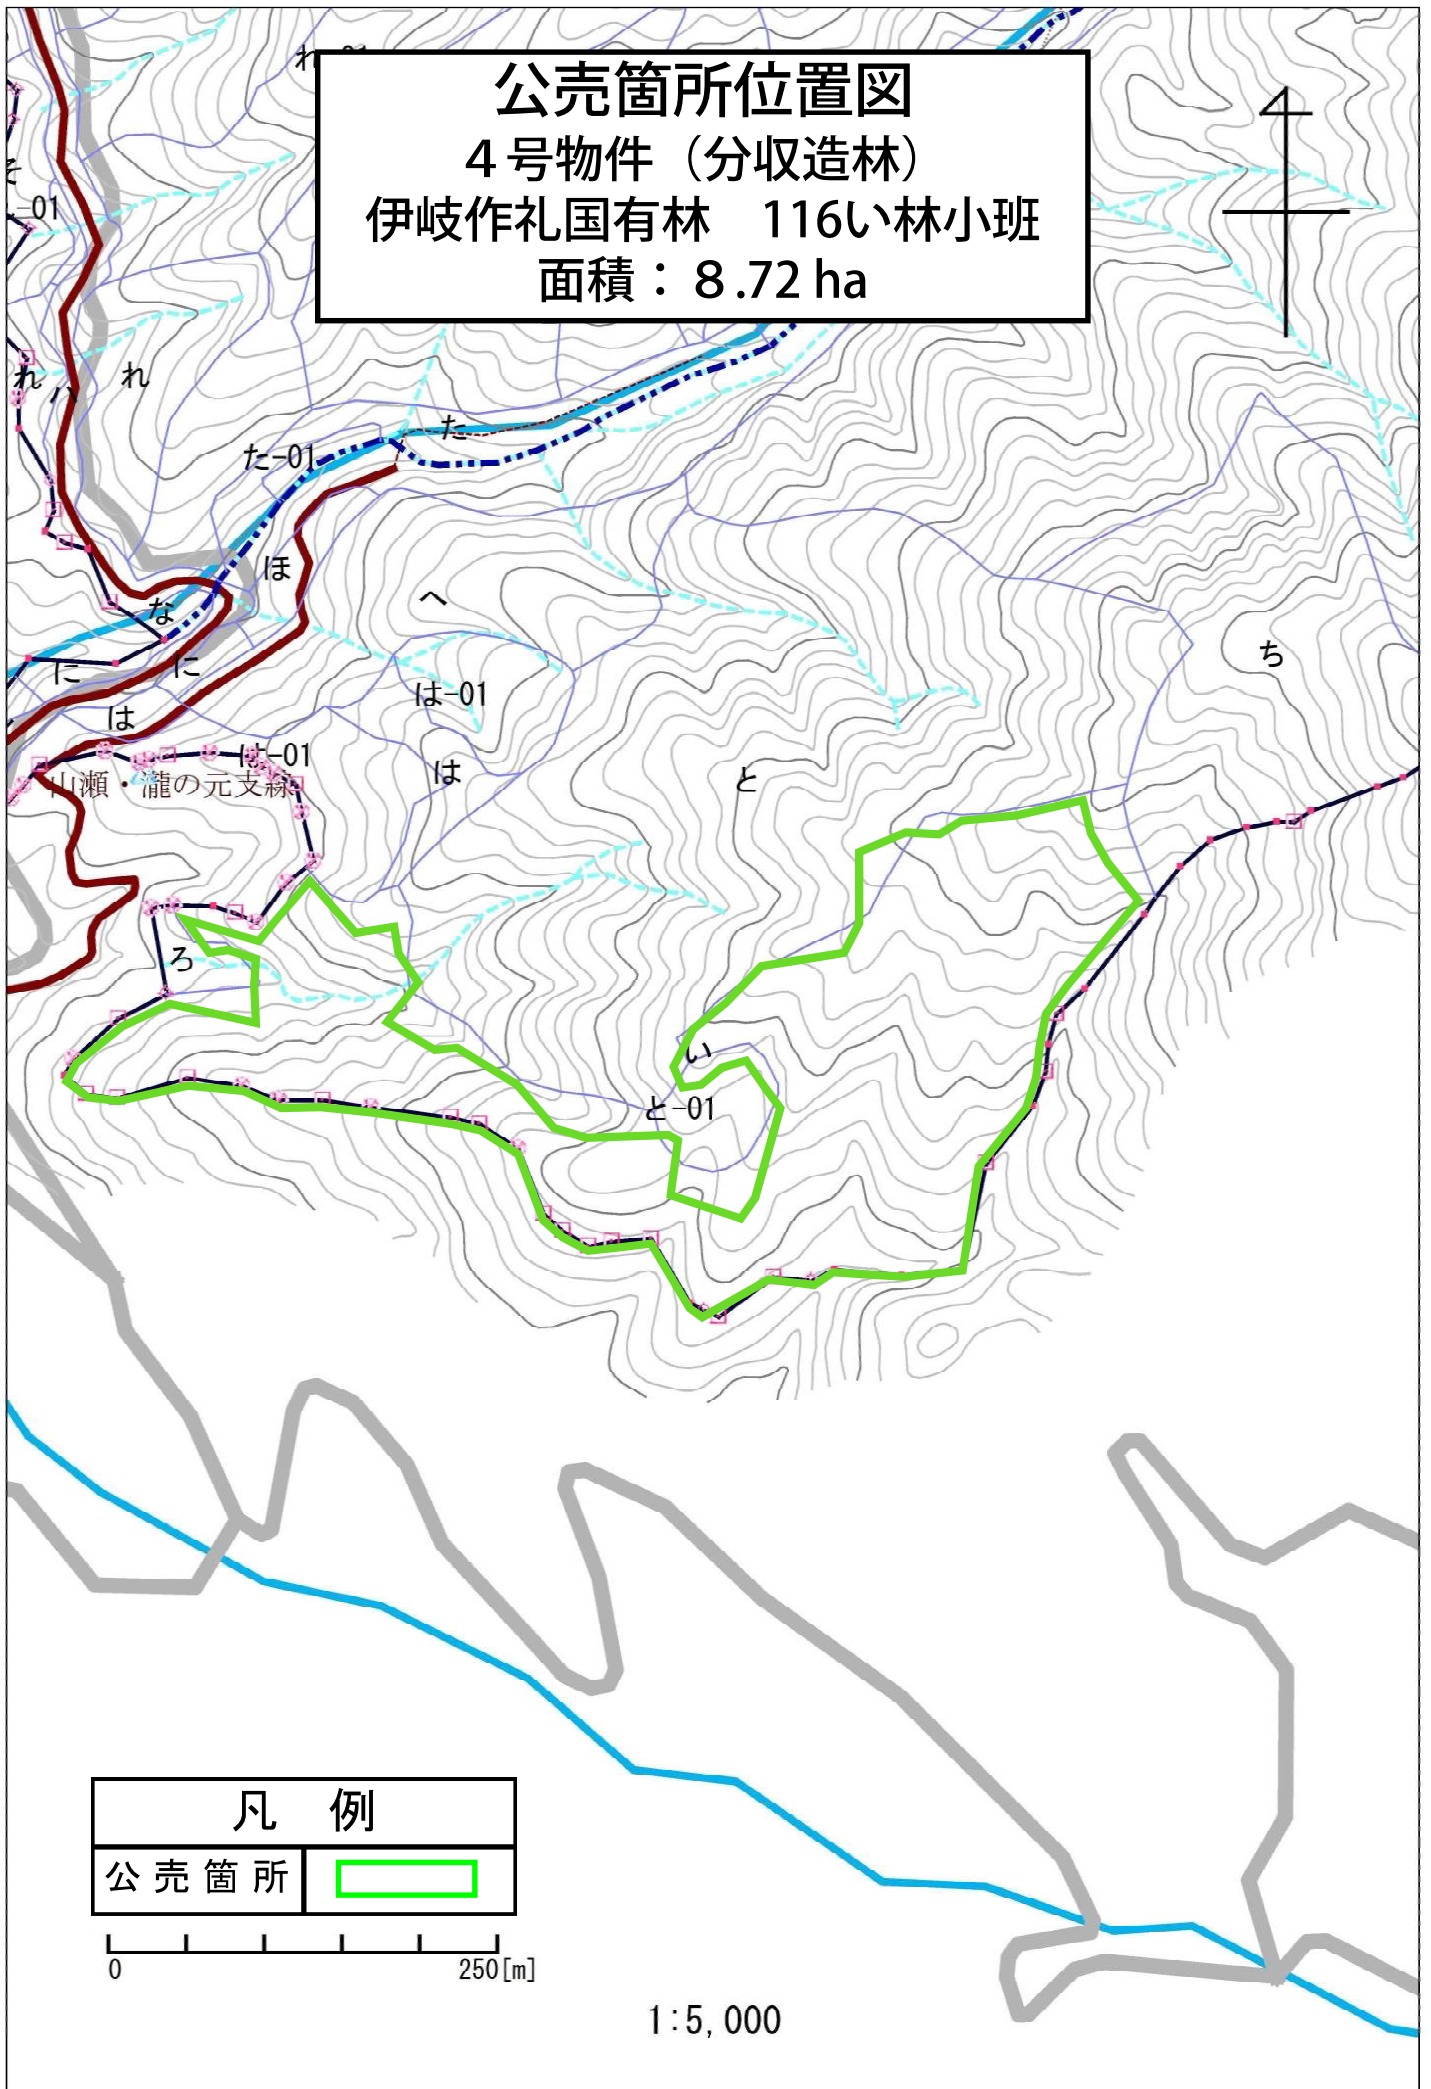 公売箇所位置図
４号物件（分収造林）
伊岐作礼国有林　116い林小班
面積：８.72 ha
-01
れ
ハ
れ
た
た-01
ほ
へ
な
に
に
ち
は-01
は
は-01
山瀬・瀧の元支線
は
と
ろ
い
と-01
凡　例
公売箇所
0
250[m]
1:5,000